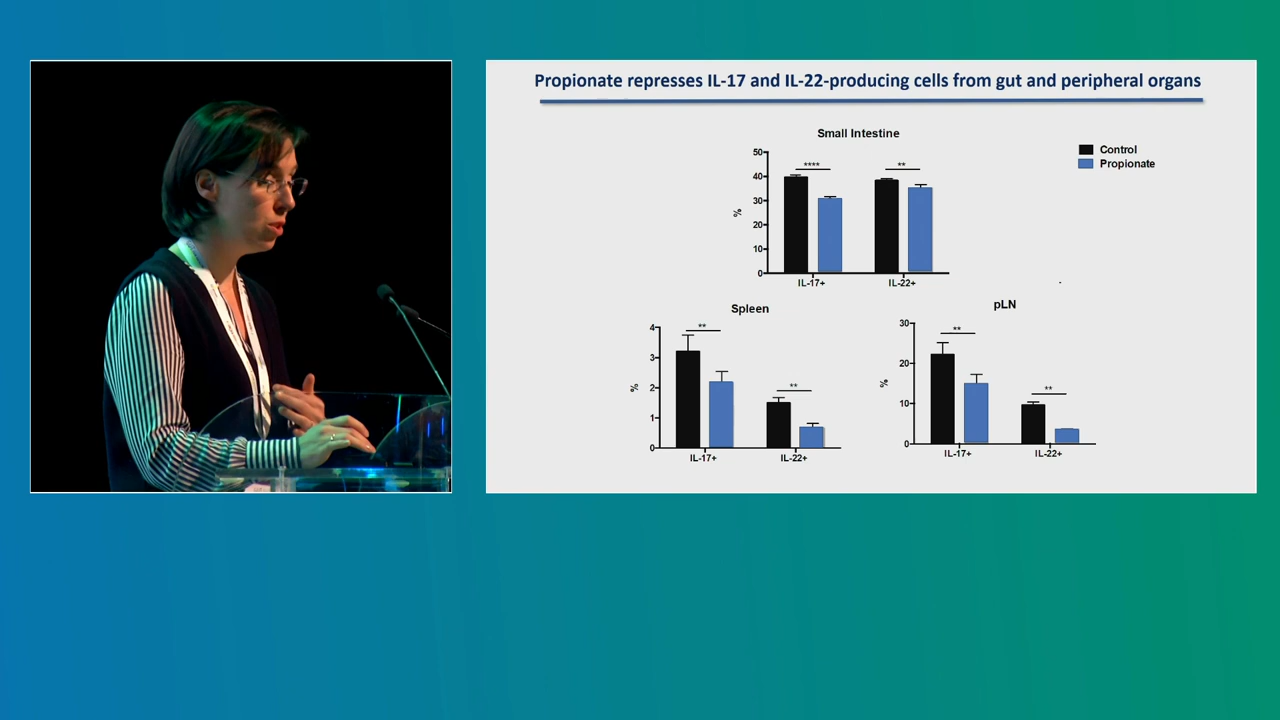 Propionate represses IL-17 and IL-22-producing cells from gut and peripheral organs
Small Intestine
Control
Propionate
50
40
30
20
10
0
%
****
**
IL-17+
IL-22+
Spleen
4
3
2
1
0
%
**
**
IL-17+
IL-22+
pLN
30
20
10
0
%
**
**
IL-17+
IL-22+